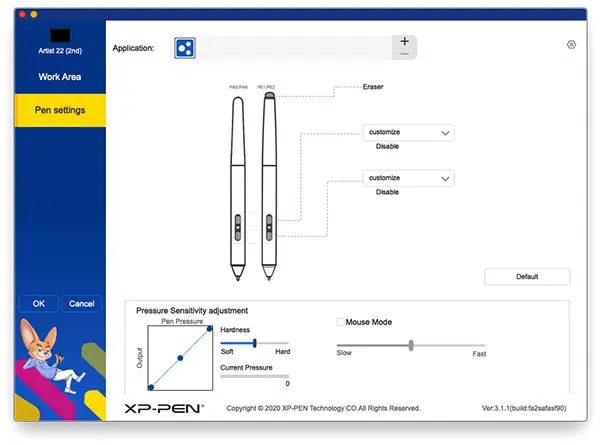 Artist 22 (2nd)
Work Area
Pen settings
OK
Cancel
Application:
+
PA5/PA6
PE1/PE2
Eraser
customize
Disable
customize
Disable
Default
Pressure Sensitivity adjustment
Pen Pressure
Output
Hardness
Soft
Hard
Current Pressure
0
Mouse Mode
Slow
Fast
XP-PEN®
Copyright © 2020 XP-PEN Technology CO.All Rights Reserved.
Ver:3.1.1(build:fa2safasf90)